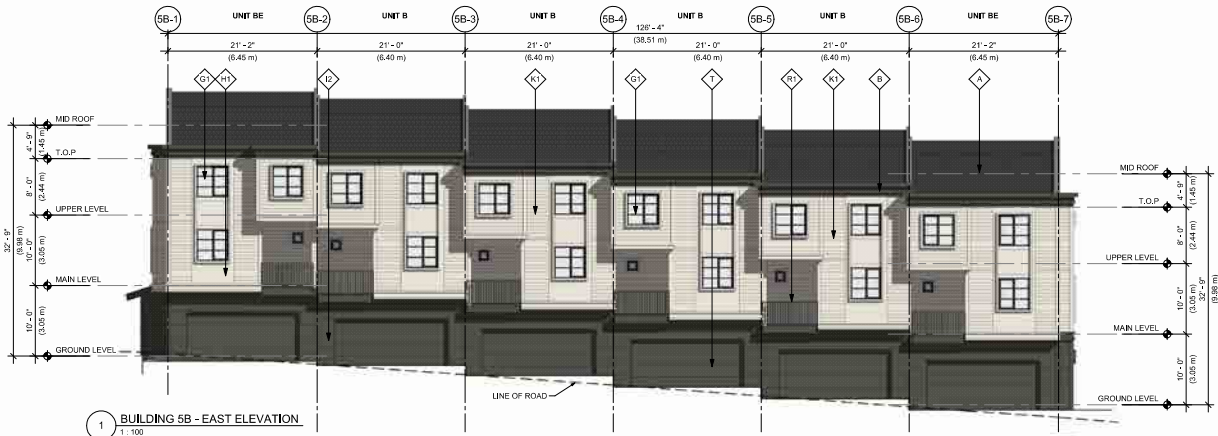 5B-1 UNIT BE 5B-2 UNIT B 5B-3 UNIT B 5B-4 UNIT B 5B-5 UNIT B 5B-6 UNIT BE 5B-7
126' - 4"
(38.51 m)
21' - 2" 21' - 0" 21' - 0" 21' - 0" 21' - 0" 21' - 2"
(6.45 m) (6.40 m) (6.40 m) (6.40 m) (6.40 m) (6.45 m)
G1 H1 I2 K1 G1 T R1 K1 B A
MID ROOF
4' - 9"
(1.45 m)
T.O.P
8' - 0"
(2.44 m)
UPPER LEVEL
32' - 9"
(9.98 m)
10' - 0"
(3.05 m)
MAIN LEVEL
10' - 0"
(3.05 m)
GROUND LEVEL
MID ROOF
4' - 9"
(1.45 m)
T.O.P
8' - 0"
(2.44 m)
UPPER LEVEL
10' - 0"
(3.05 m)
32' - 9"
(9.98 m)
MAIN LEVEL
10' - 0"
(3.05 m)
GROUND LEVEL
LINE OF ROAD
1 BUILDING 5B - EAST ELEVATION
1 : 100